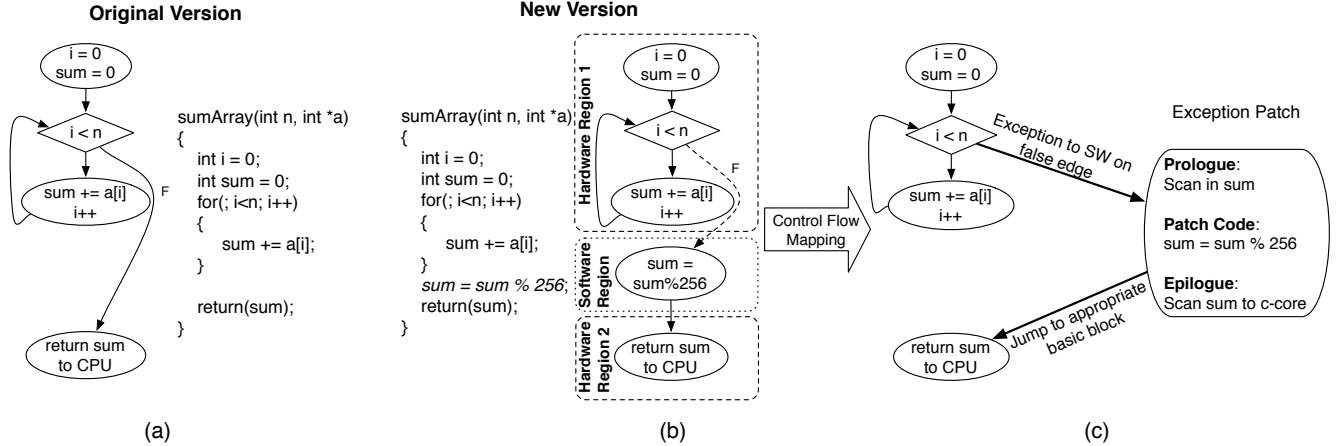 Original Version
i = 0
sum = 0
i < n
sum += a[i]
i++
F
return sum
to CPU
sumArray(int n, int *a)
{
int i = 0;
int sum = 0;
for(; i<n; i++)
{
sum += a[i];
}
return(sum);
}
(a)
New Version
sumArray(int n, int *a)
{
int i = 0;
int sum = 0;
for(; i<n; i++)
{
sum += a[i];
}
sum = sum % 256;
return(sum);
}
Hardware Region 1
i = 0
sum = 0
i < n
sum += a[i]
i++
F
Software
Region
sum =
sum%256
Hardware
Region 2
return sum
to CPU
(b)
Control Flow
Mapping
i = 0
sum = 0
i < n
sum += a[i]
i++
Exception to SW on
false edge
Exception Patch
Prologue:
Scan in sum
Patch Code:
sum = sum % 256
Epilogue:
Scan sum to c-core
Jump to appropriate
basic block
return sum
to CPU
(c)